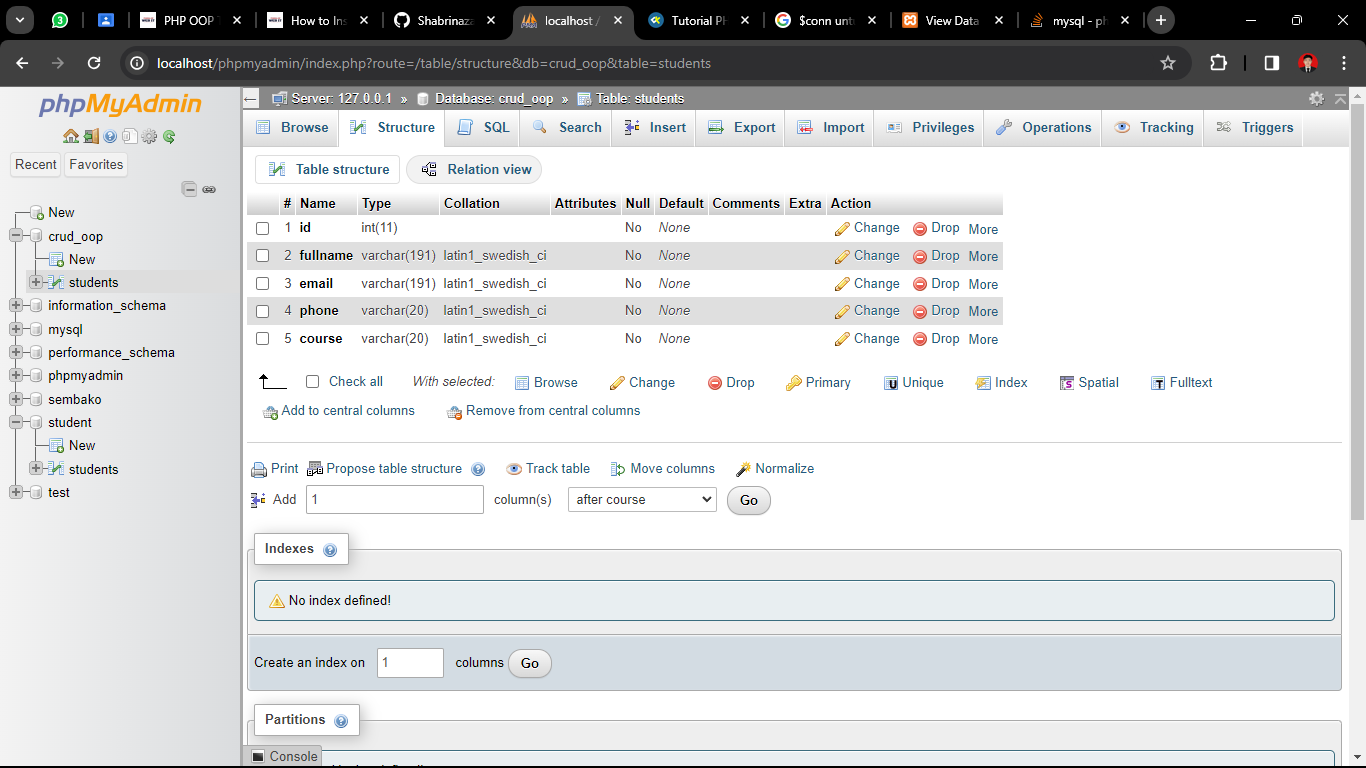 3
PHP OOP T
How to Ins
Shabrinaza
localhost /
Tutorial PH
$conn unt
View Data
mysql - ph
localhost/phpmyadmin/index.php?route=/table/structure&db=crud_oop&table=students
phpMyAdmin
Recent Favorites
New
crud_oop
New
students
information_schema
mysql
performance_schema
phpmyadmin
sembako
student
New
students
test
Server: 127.0.0.1 » Database: crud_oop » Table: students
Browse Structure SQL Search Insert Export Import Privileges Operations Tracking Triggers
Table structure Relation view
# Name Type Collation Attributes Null Default Comments Extra Action
1 id int(11) No None Change Drop More
2 fullname varchar(191) latin1_swedish_ci No None Change Drop More
3 email varchar(191) latin1_swedish_ci No None Change Drop More
4 phone varchar(20) latin1_swedish_ci No None Change Drop More
5 course varchar(20) latin1_swedish_ci No None Change Drop More
Check all With selected: Browse Change Drop Primary Unique Index Spatial Fulltext
Add to central columns Remove from central columns
Print Propose table structure Track table Move columns Normalize
Add 1 column(s) after course Go
Indexes
No index defined!
Create an index on 1 columns Go
Partitions
Console